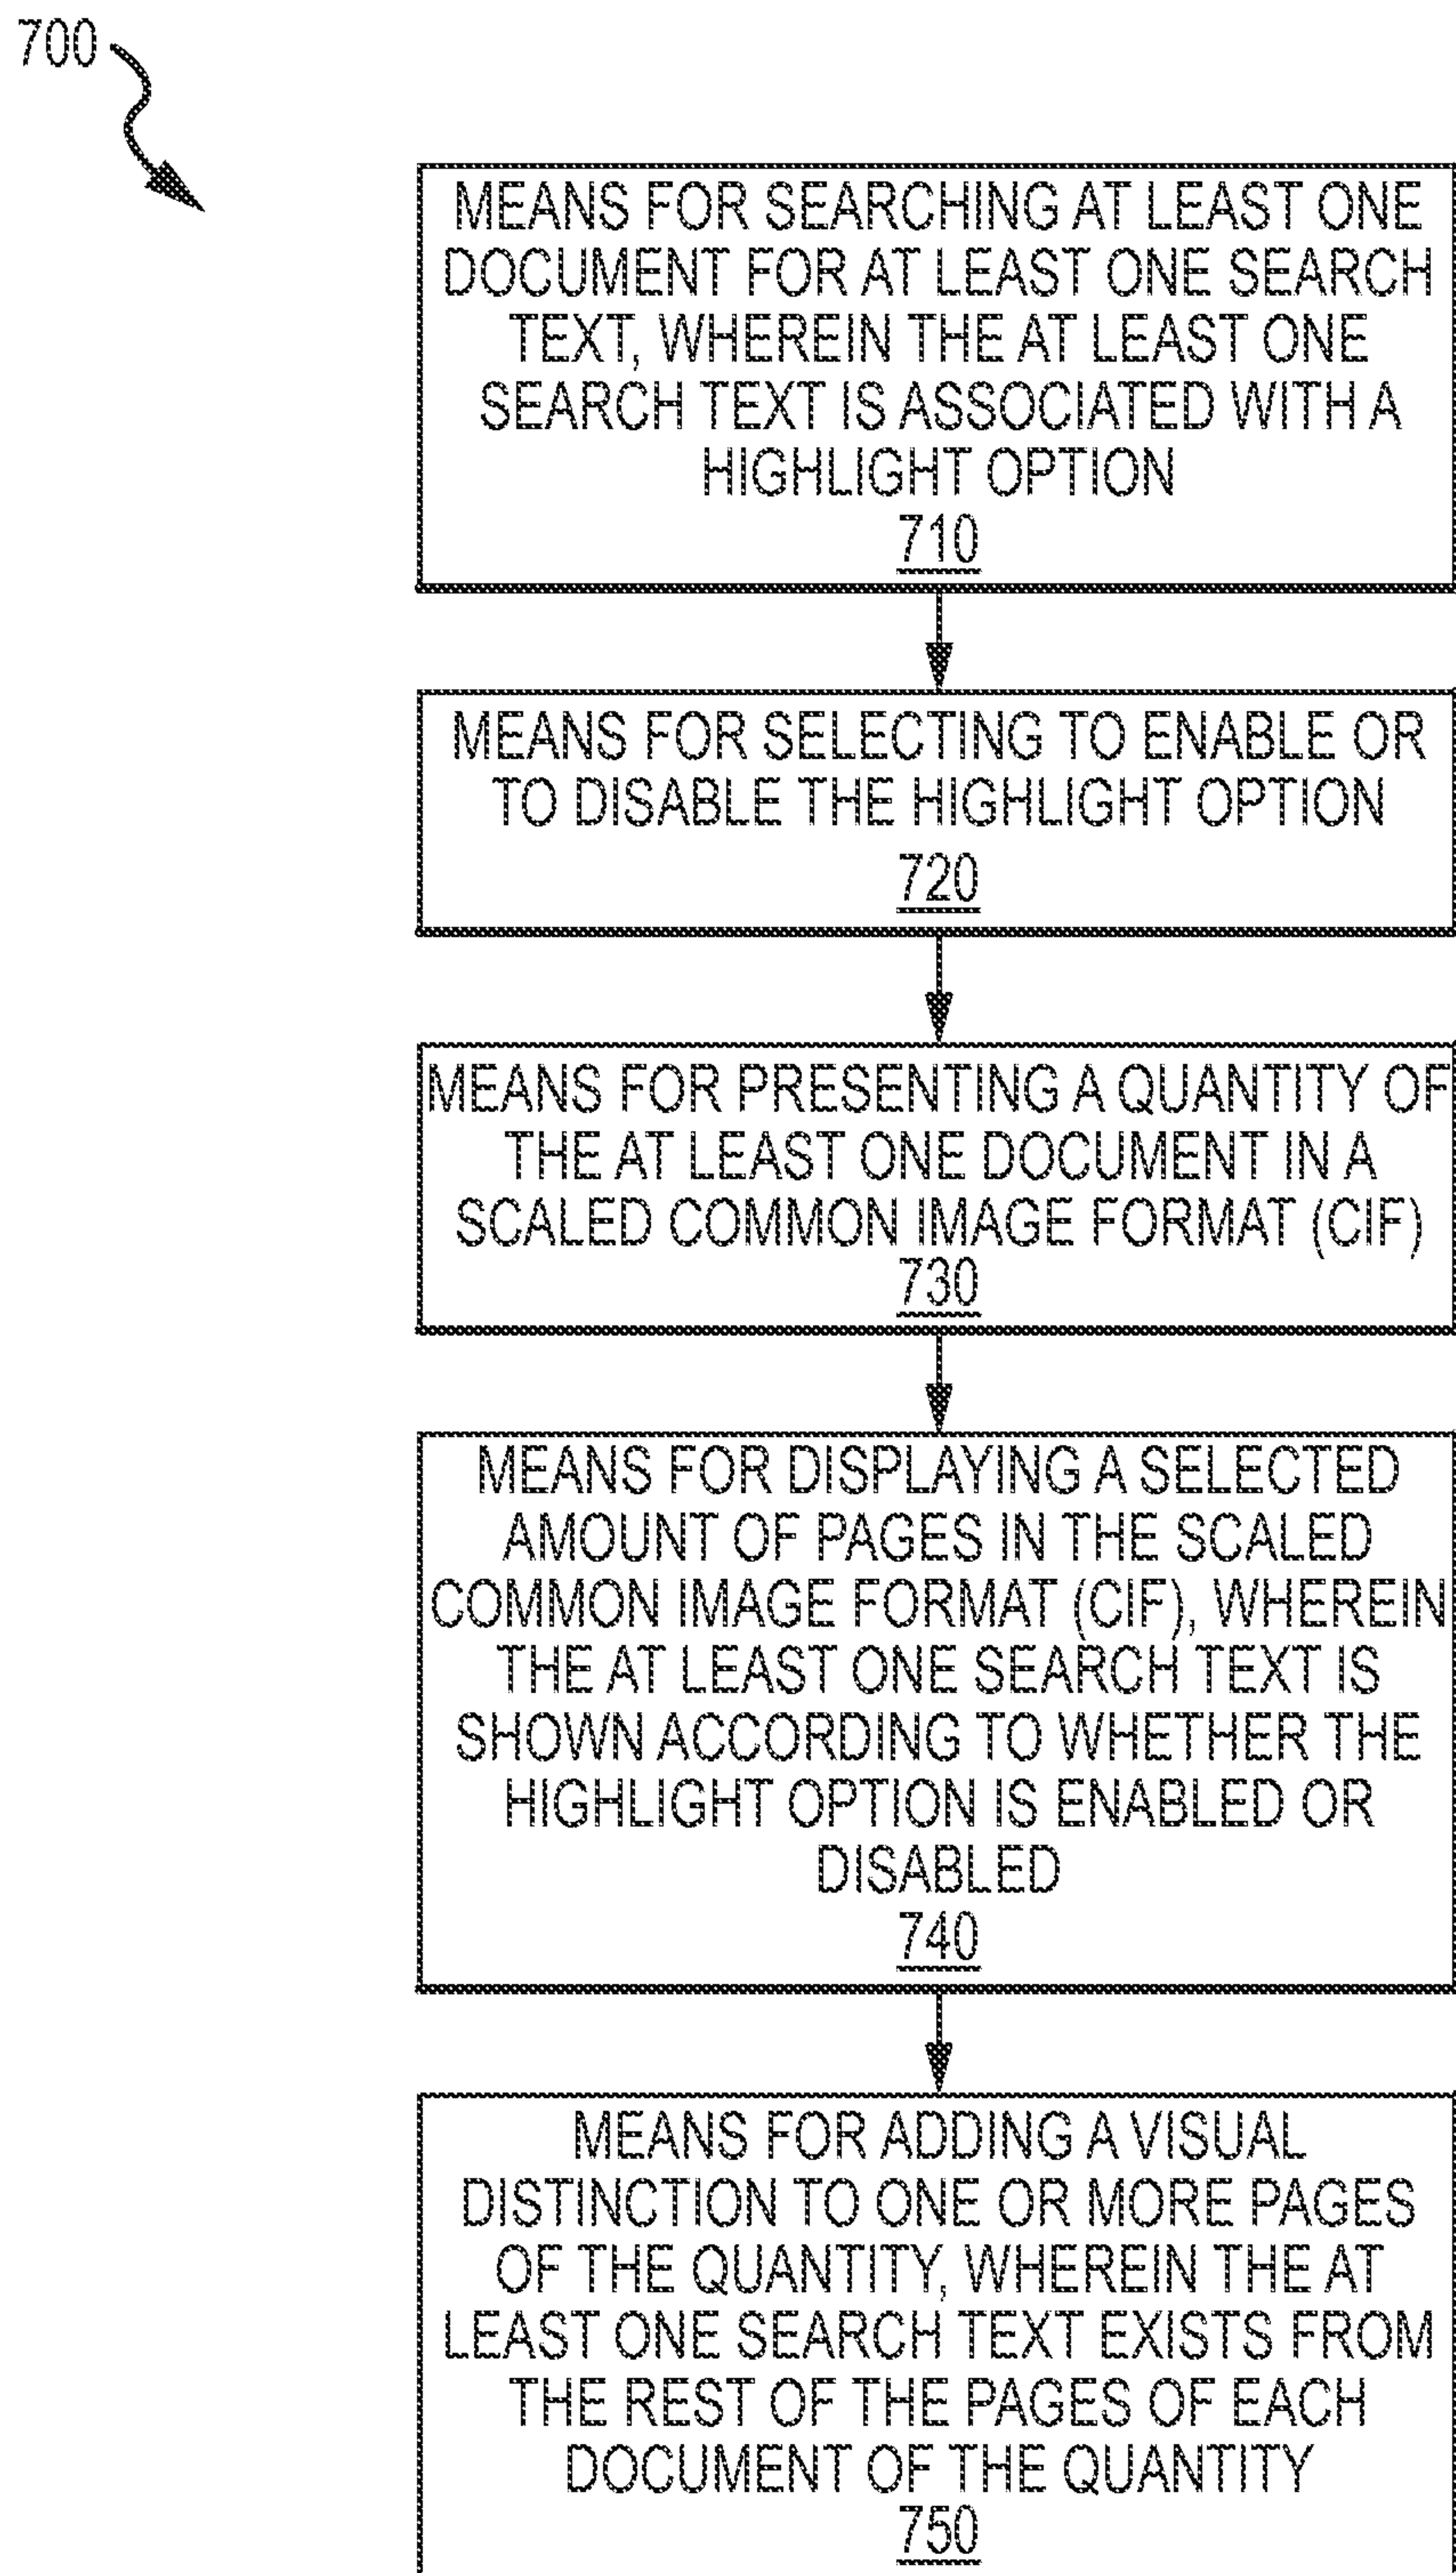 700
MEANS FOR SEARCHING AT LEAST ONE
DOCUMENT FOR AT LEAST ONE SEARCH
TEXT, WHEREIN THE AT LEAST ONE
SEARCH TEXT IS ASSOCIATED WITH A
HIGHLIGHT OPTION
710
MEANS FOR SELECTING TO ENABLE OR
TO DISABLE THE HIGHLIGHT OPTION
720
MEANS FOR PRESENTING A QUANTITY OF
THE AT LEAST ONE DOCUMENT IN A
SCALED COMMON IMAGE FORMAT (CIF)
730
MEANS FOR DISPLAYING A SELECTED
AMOUNT OF PAGES IN THE SCALED
COMMON IMAGE FORMAT (CIF), WHEREIN
THE AT LEAST ONE SEARCH TEXT IS
SHOWN ACCORDING TO WHETHER THE
HIGHLIGHT OPTION IS ENABLED OR
DISABLED
740
MEANS FOR ADDING A VISUAL
DISTINCTION TO ONE OR MORE PAGES
OF THE QUANTITY, WHEREIN THE AT
LEAST ONE SEARCH TEXT EXISTS FROM
THE REST OF THE PAGES OF EACH
DOCUMENT OF THE QUANTITY
750